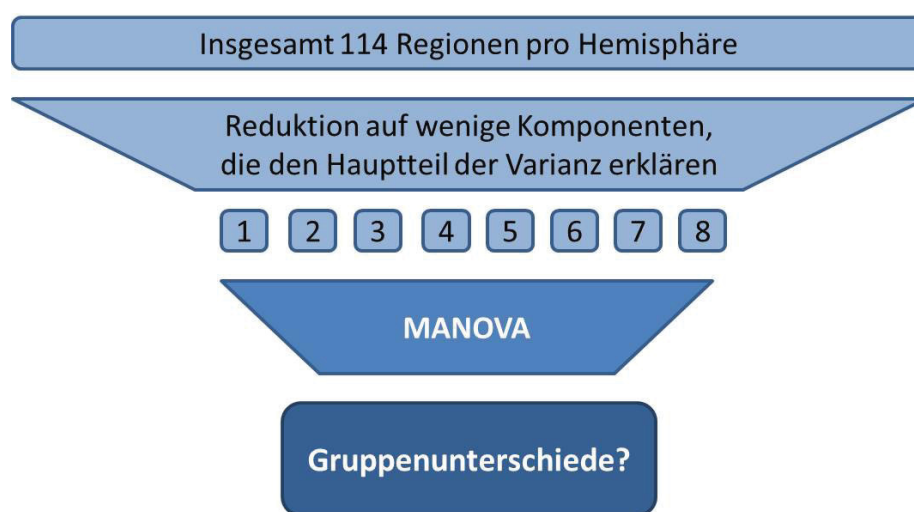 Insgesamt 114 Regionen pro Hemisphäre
Reduktion auf wenige Komponenten,
die den Hauptteil der Varianz erklären
1 2 3 4 5 6 7 8
MANOVA
Gruppenunterschiede?